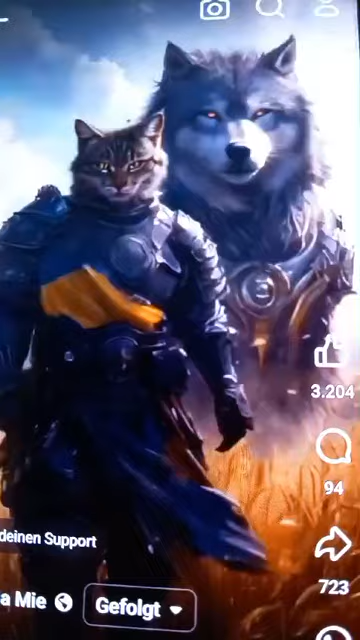 3.204
94
deinen Support
723
a Mie
Gefolgt